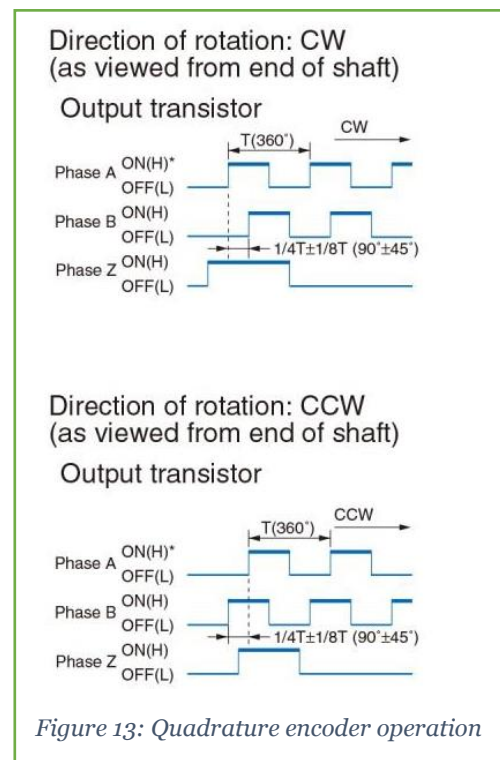 Direction of rotation: CW
(as viewed from end of shaft)
Output transistor
CW
T(360°)
Phase A ON(H)*
OFF(L)
Phase B ON(H)
OFF(L)
1/4T±1/8T (90°±45°)
Phase Z ON(H)
OFF(L)
Direction of rotation: CCW
(as viewed from end of shaft)
Output transistor
CCW
T(360°)
Phase A ON(H)*
OFF(L)
Phase B ON(H)
OFF(L)
1/4T±1/8T (90°±45°)
Phase Z ON(H)
OFF(L)
Figure 13: Quadrature encoder operation